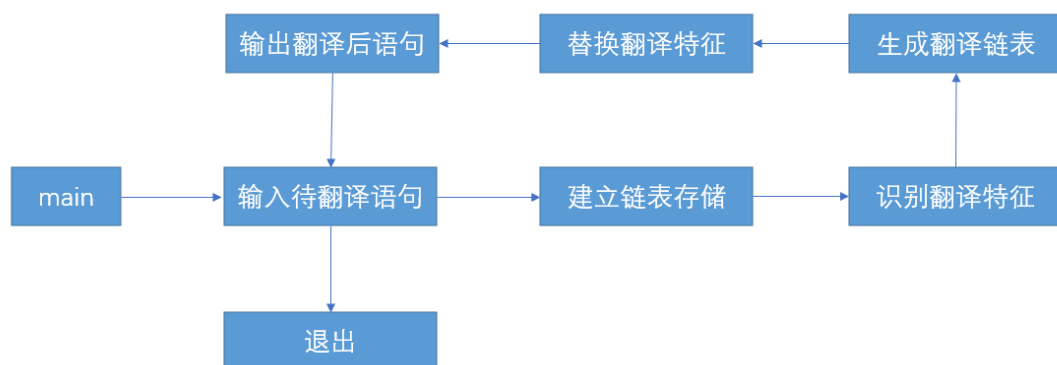 输出翻译后语句
替换翻译特征
生成翻译链表
main
输入待翻译语句
建立链表存储
识别翻译特征
退出